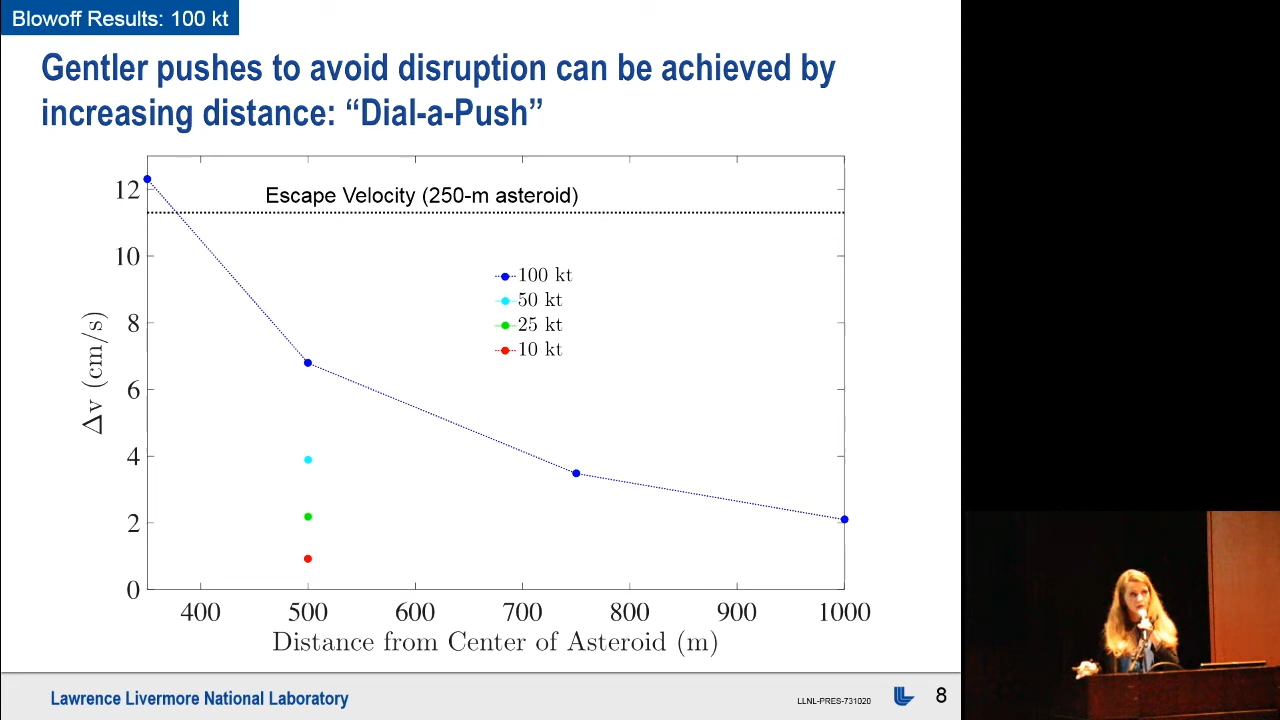 Blowoff Results: 100 kt
Gentler pushes to avoid disruption can be achieved by
increasing distance: “Dial-a-Push”
Escape Velocity (250-m asteroid)
100 kt
50 kt
25 kt
10 kt
Δv (cm/s)
12
10
8
6
4
2
0
400 500 600 700 800 900 1000
Distance from Center of Asteroid (m)
Lawrence Livermore National Laboratory
LLNL-PRES-731020
8